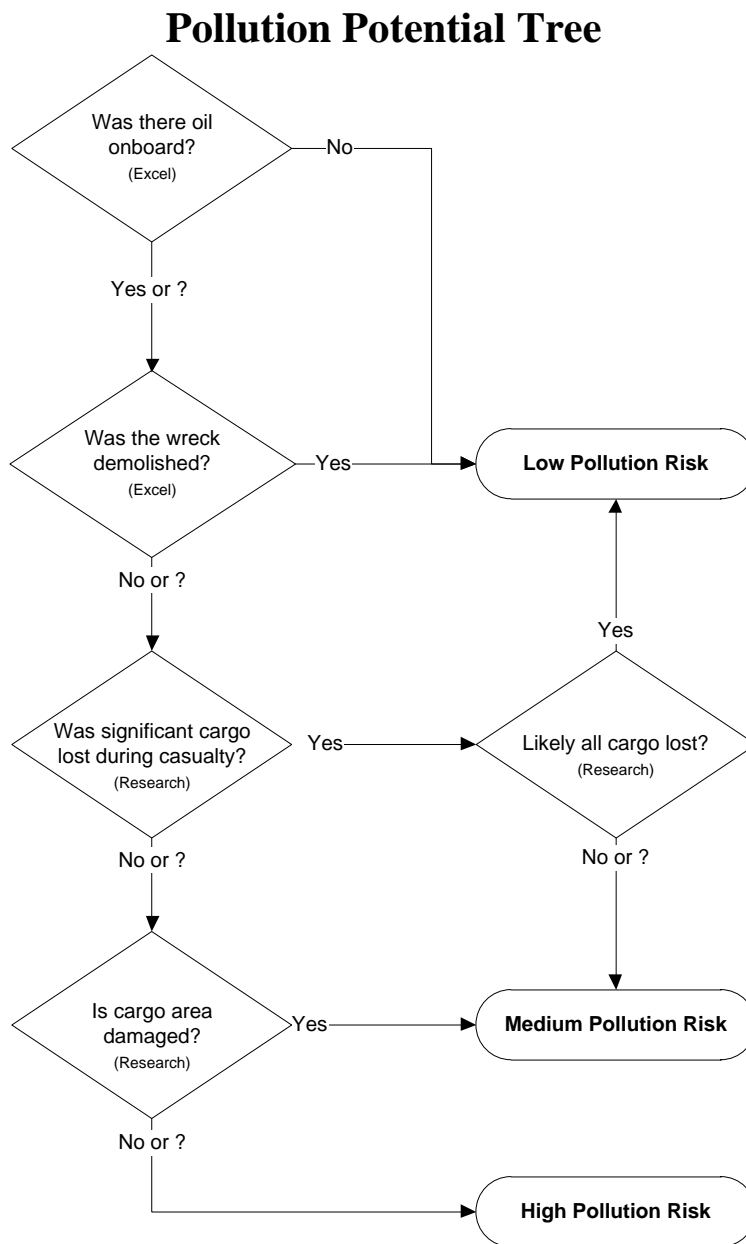 Pollution Potential Tree
Was there oil
onboard?
(Excel)
No
Yes or ?
Was the wreck
demolished?
(Excel)
Yes
Low Pollution Risk
No or ?
Yes
Was significant cargo
lost during casualty?
(Research)
Yes
Likely all cargo lost?
(Research)
No or ?
No or ?
Is cargo area
damaged?
(Research)
Yes
Medium Pollution Risk
No or ?
High Pollution Risk